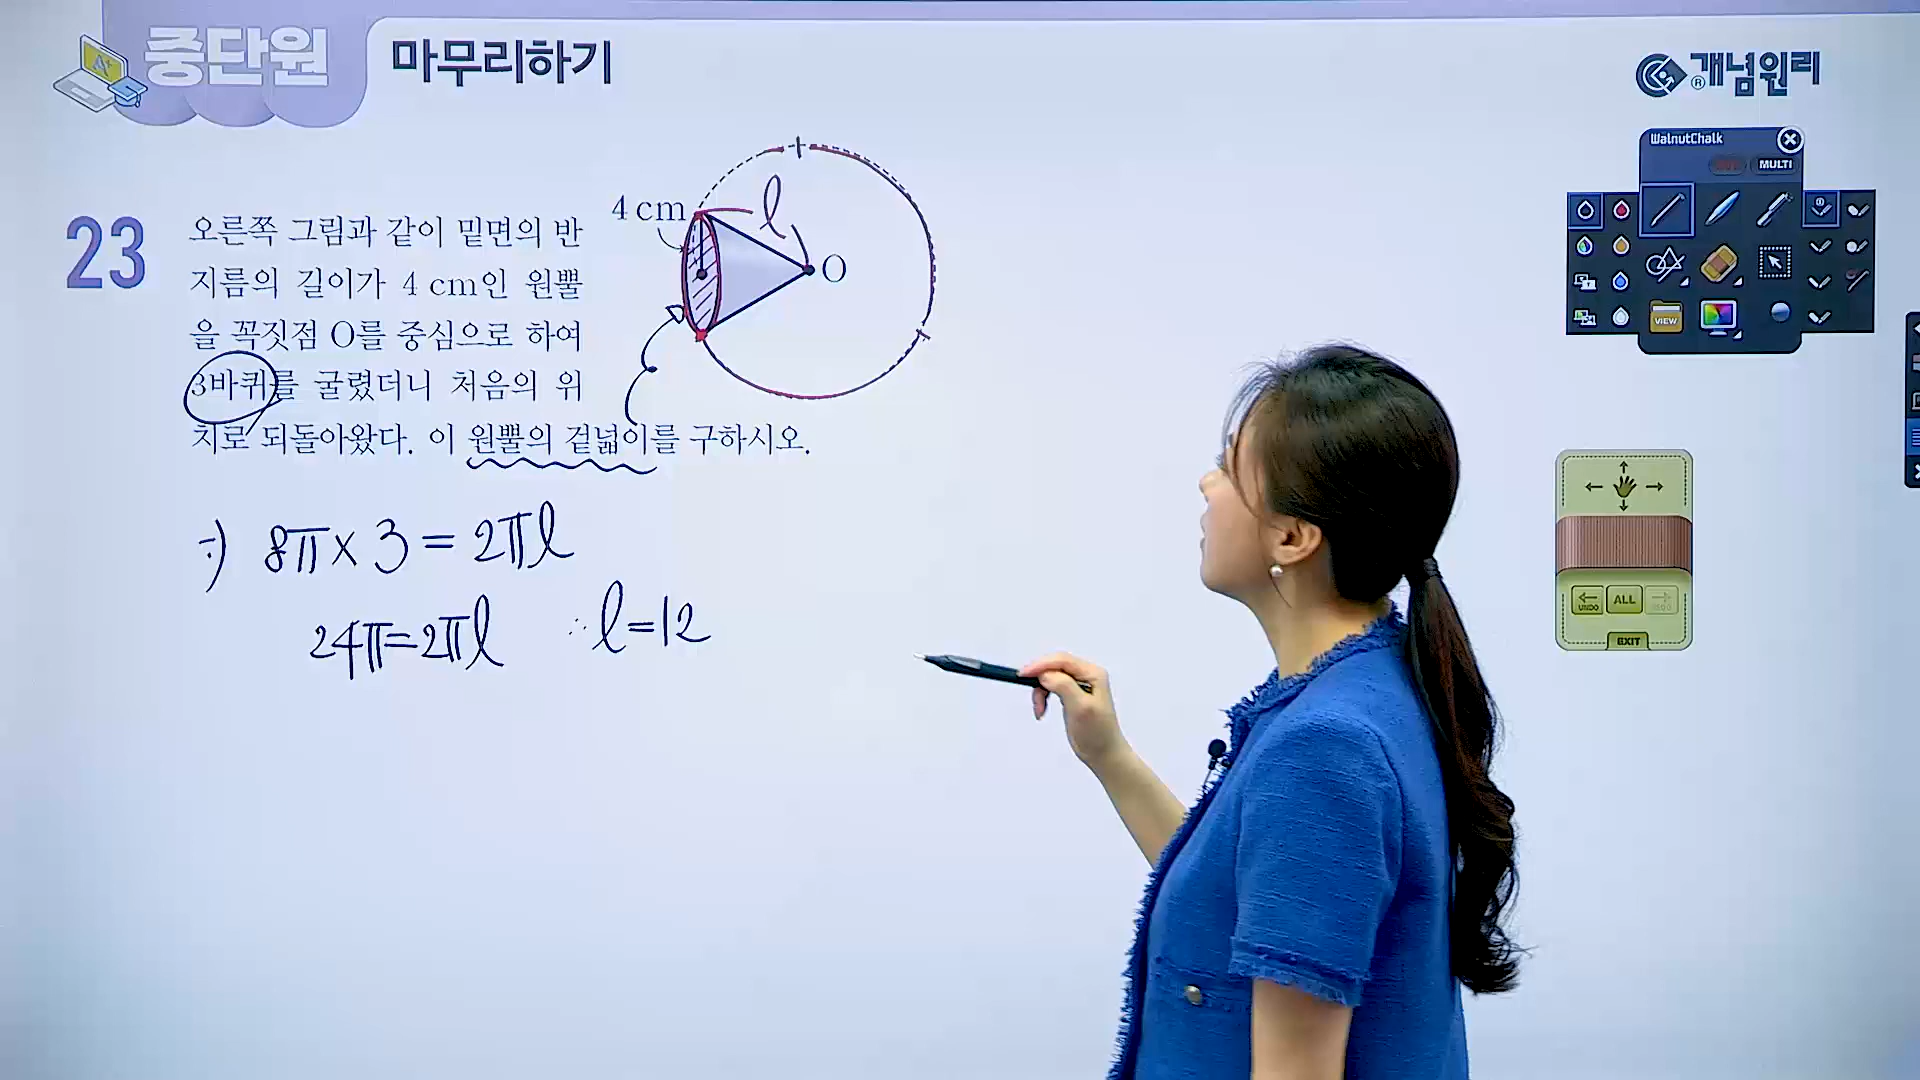 중단원 마무리하기
개념원리
WalnutChalk
MULTI
VIEW
4 cm
l
O
23 오른쪽 그림과 같이 밑면의 반
지름의 길이가 4 cm인 원뿔
을 꼭짓점 O를 중심으로 하여
3바퀴를 굴렸더니 처음의 위
치로 되돌아왔다. 이 원뿔의 겉넓이를 구하시오.
8π × 3 = 2πl
24π = 2πl ∴ l = 12
UNDO ALL
EXIT